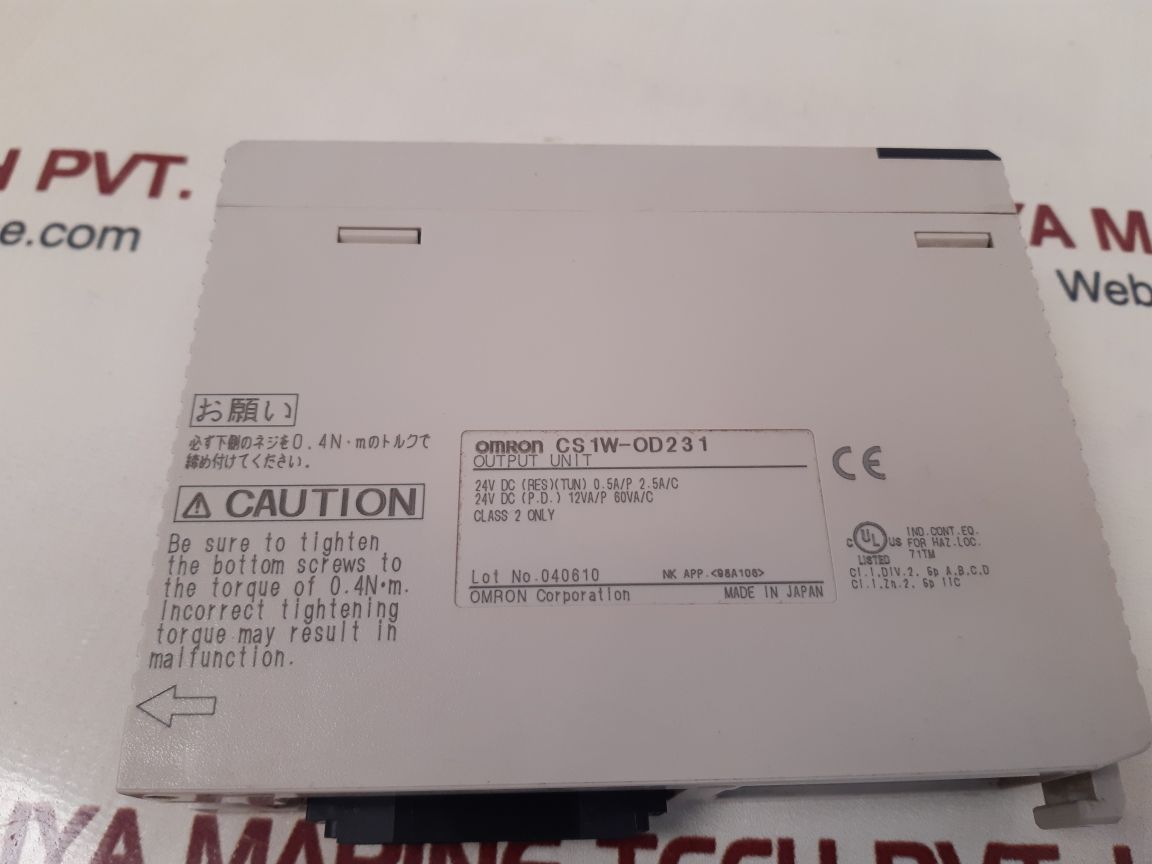 H PVT.
e.com
YA M
Web
お願い
必ず下側のネジを0.4N·mのトルクで
締め付けてください。
CAUTION
Be sure to tighten
the bottom screws to
the torque of 0.4N·m.
Incorrect tightening
torque may result in
malfunction.
omron CS1W-OD231
OUTPUT UNIT
24V DC (RES)(TUN) 0.5A/P 2.5A/C
24V DC (P.D.) 12VA/P 60VA/C
CLASS 2 ONLY
Lot No.040610 NK APP.<98A106>
OMRON Corporation MADE IN JAPAN
CE
C UL US LISTED
IND.CONT.EQ.
FOR HAZ.LOC.
71TM
Cl.I,DIV.2, Gp A,B,C,D
Cl.I,Zn.2, Gp IIC
YA MARINE TECH PVT. L